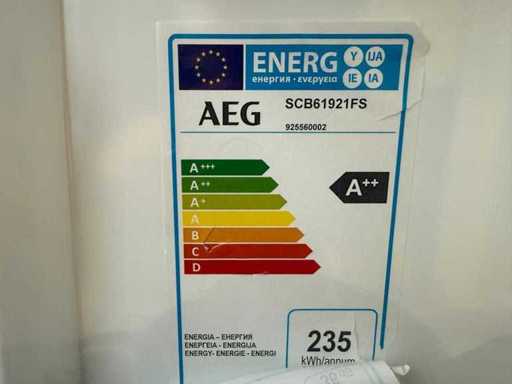 ENERG
енергия · ενεργεια
Y IJA
IE IA
AEG
SCB61921FS
925560002
A+++
A++
A+
A
B
C
D
A++
ENERGIA – ЕНЕРГИЯ
ΕΝΕΡΓΕΙΑ - ENERGIJA
ENERGY - ENERGIE - ENERGI
235
kWh/annum